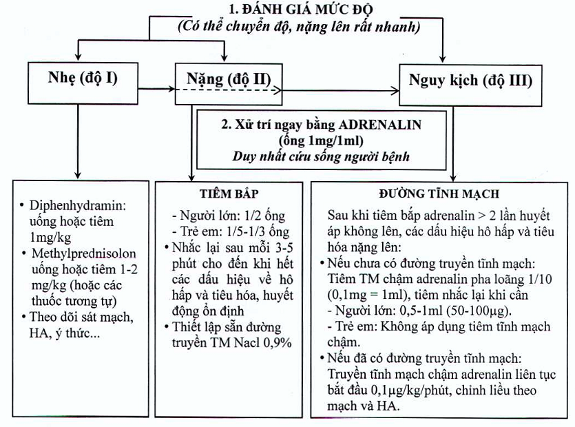 1. ĐÁNH GIÁ MỨC ĐỘ
(Có thể chuyển độ, nặng lên rất nhanh)
Nhẹ (độ I)
Nặng (độ II)
Nguy kịch (độ III)
2. Xử trí ngay bằng ADRENALIN
(ống 1mg/1ml)
Duy nhất cứu sống người bệnh
• Diphenhydramin:
uống hoặc tiêm
1mg/kg
• Methylprednisolon
uống hoặc tiêm 1-2
mg/kg (hoặc các
thuốc tương tự)
• Theo dõi sát mạch,
HA, ý thức...
TIÊM BẮP
- Người lớn: 1/2 ống
- Trẻ em: 1/5-1/3 ống
• Nhắc lại sau mỗi 3-5
phút cho đến khi hết
các dấu hiệu về hô
hấp và tiêu hóa, huyết
động ổn định
• Thiết lập sẵn đường
truyền TM Nacl 0,9%
ĐƯỜNG TĨNH MẠCH
Sau khi tiêm bắp adrenalin > 2 lần huyết
áp không lên, các dấu hiệu hô hấp và tiêu
hóa nặng lên:
• Nếu chưa có đường truyền tĩnh mạch:
Tiêm TM chậm adrenalin pha loãng 1/10
(0,1mg = 1ml), tiêm nhắc lại khi cần
- Người lớn: 0,5-1ml (50-100µg).
- Trẻ em: Không áp dụng tiêm tĩnh mạch
chậm.
• Nếu đã có đường truyền tĩnh mạch:
Truyền tĩnh mạch chậm adrenalin liên tục
bắt đầu 0,1µg/kg/phút, chỉnh liều theo
mạch và HA.